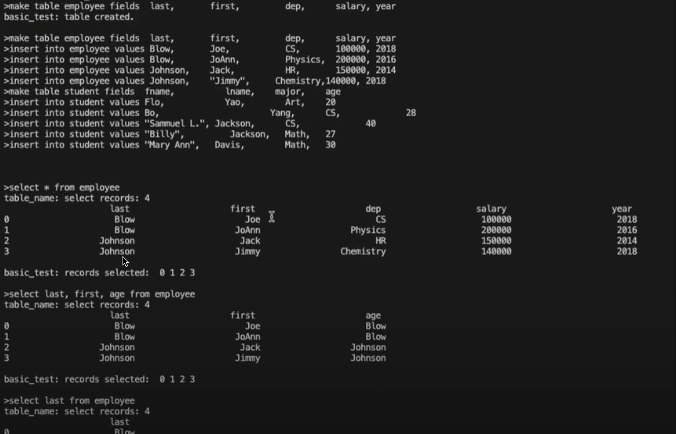 >make table employee fields last, first, dep, salary, year
basic_test: table created.
>make table employee fields last, first, dep, salary, year
>insert into employee values Blow, Joe, CS, 100000, 2018
>insert into employee values Blow, JoAnn, Physics, 200000, 2016
>insert into employee values Johnson, Jack, HR, 150000, 2014
>insert into employee values Johnson, "Jimmy", Chemistry,140000, 2018
>make table student fields fname, lname, major, age
>insert into student values Flo, Yao, Art, 20
>insert into student values Bo, Yang, CS, 28
>insert into student values "Sammuel L.", Jackson, CS, 40
>insert into student values "Billy", Jackson, Math, 27
>insert into student values "Mary Ann", Davis, Math, 30
>select * from employee
table_name: select records: 4
last first dep salary year
0 Blow Joe CS 100000 2018
1 Blow JoAnn Physics 200000 2016
2 Johnson Jack HR 150000 2014
3 Johnson Jimmy Chemistry 140000 2018
basic_test: records selected: 0 1 2 3
>select last, first, age from employee
table_name: select records: 4
last first age
0 Blow Joe Blow
1 Blow JoAnn Blow
2 Johnson Jack Johnson
3 Johnson Jimmy Johnson
basic_test: records selected: 0 1 2 3
>select last from employee
table_name: select records: 4
last
0 Blow